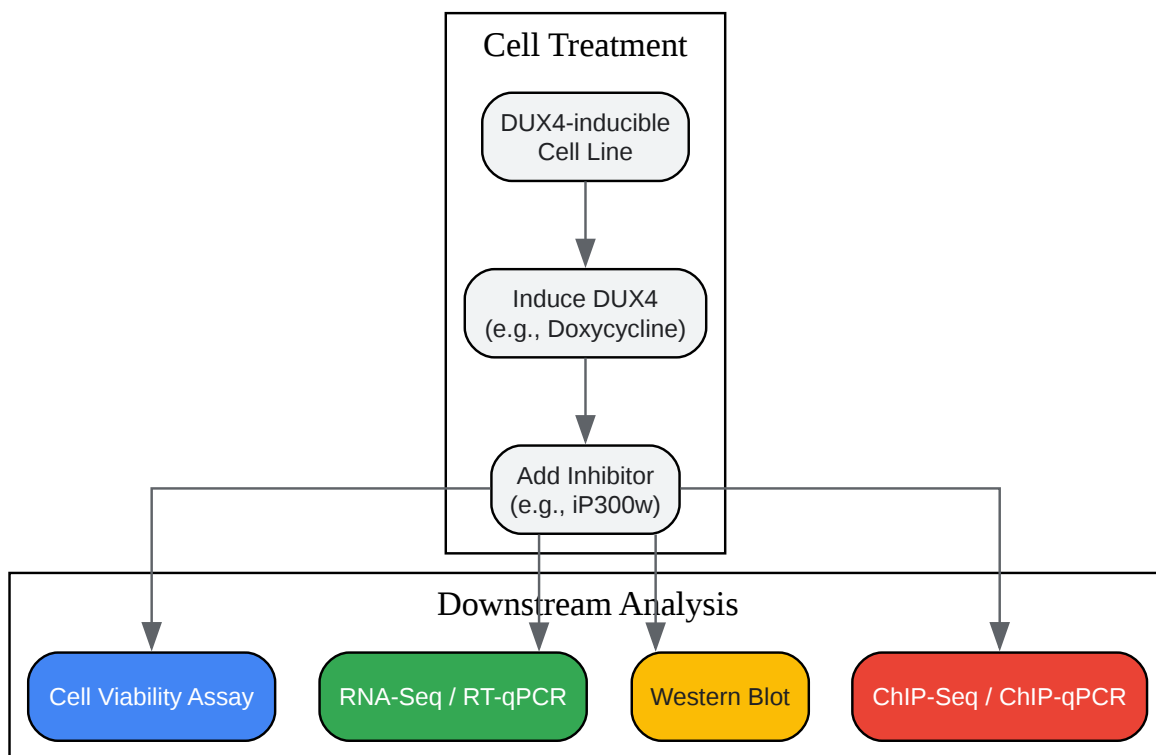 Cell Treatment
DUX4-inducible
Cell Line
Induce DUX4
(e.g., Doxycycline)
Add Inhibitor
(e.g., iP300w)
Downstream Analysis
Cell Viability Assay
RNA-Seq / RT-qPCR
Western Blot
ChIP-Seq / ChIP-qPCR